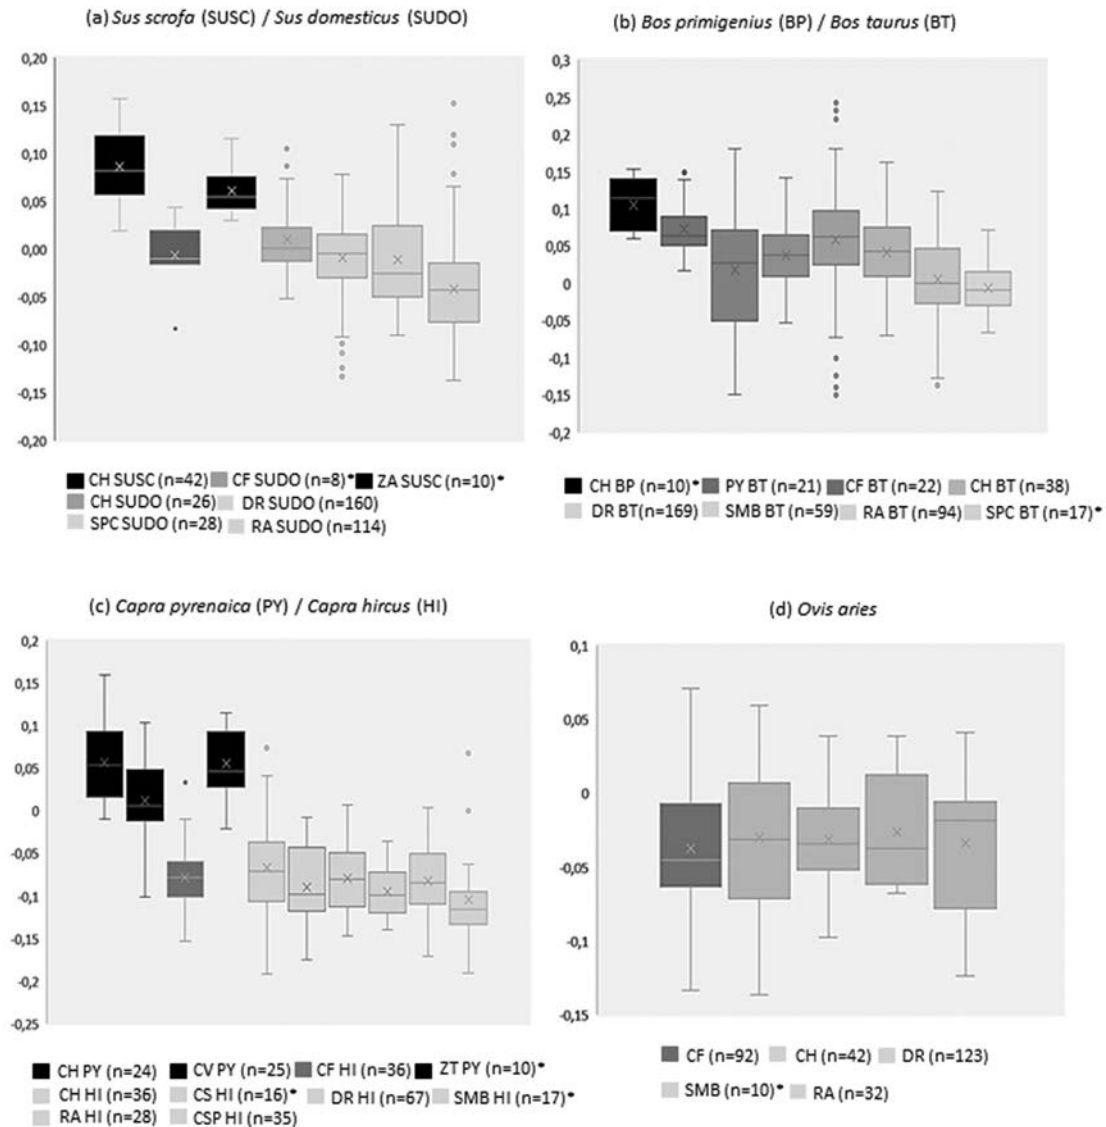 (a) Sus scrofa (SUSC) / Sus domesticus (SUDO)
0,20
0,15
0,10
0,05
0,00
-0,05
-0,10
-0,15
-0,20
CH SUSC (n=42) CF SUDO (n=8)* ZA SUSC (n=10)*
CH SUDO (n=26) DR SUDO (n=160)
SPC SUDO (n=28) RA SUDO (n=114)
(b) Bos primigenius (BP) / Bos taurus (BT)
0,3
0,25
0,2
0,15
0,1
0,05
0
-0,05
-0,1
-0,15
-0,2
CH BP (n=10)* PY BT (n=21) CF BT (n=22) CH BT (n=38)
DR BT(n=169) SMB BT (n=59) RA BT (n=94) SPC BT (n=17)*
(c) Capra pyrenaica (PY) / Capra hircus (HI)
0,2
0,15
0,1
0,05
0
-0,05
-0,1
-0,15
-0,2
-0,25
CH PY (n=24) CV PY (n=25) CF HI (n=36) ZT PY (n=10)*
CH HI (n=36) CS HI (n=16)* DR HI (n=67) SMB HI (n=17)*
RA HI (n=28) CSP HI (n=35)
(d) Ovis aries
0,1
0,05
0
-0,05
-0,1
-0,15
CF (n=92) CH (n=42) DR (n=123)
SMB (n=10)* RA (n=32)